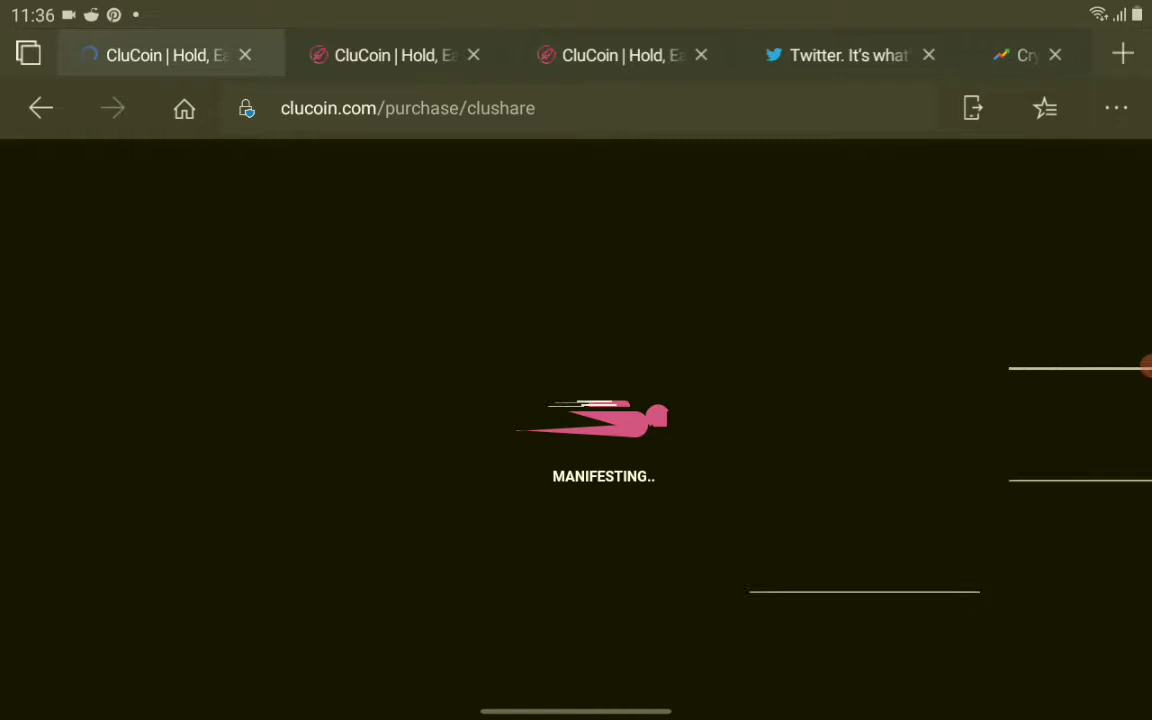 11:36
CluCoin | Hold, Ea
CluCoin | Hold, Ea
CluCoin | Hold, Ea
Twitter. It's what
Cry
clucoin.com/purchase/clushare
MANIFESTING..